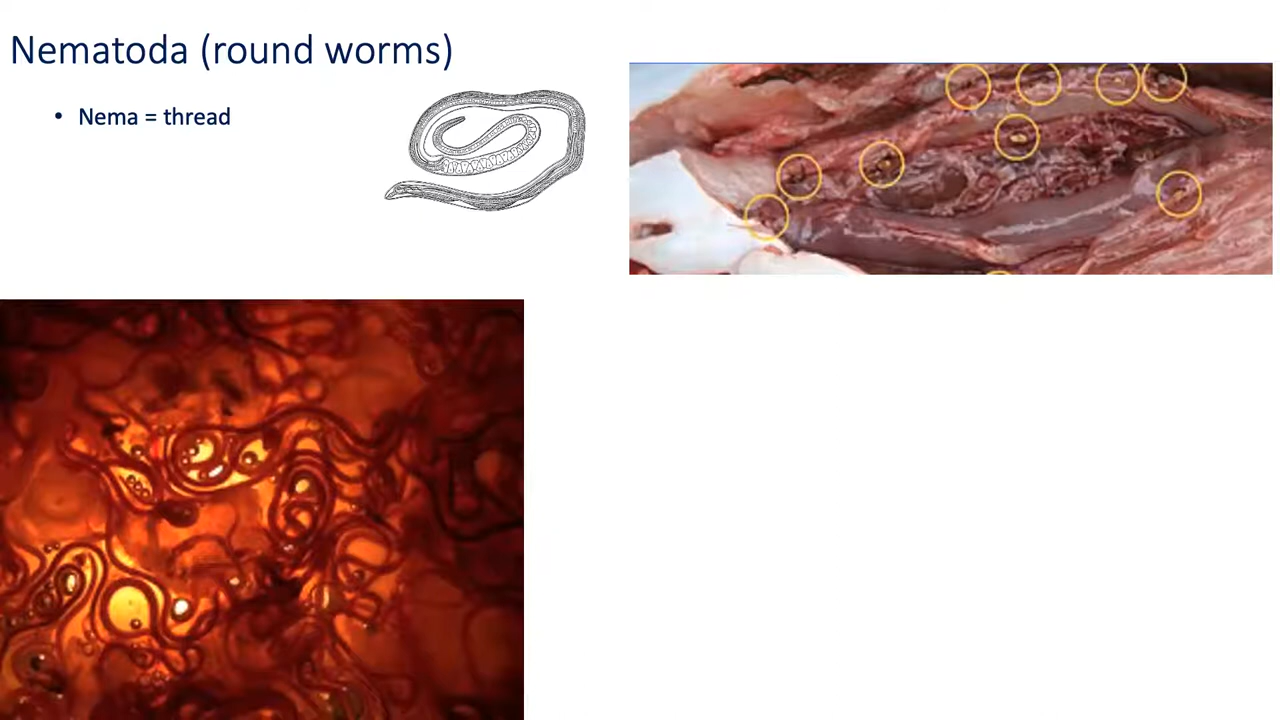 Nematoda (round worms)
• Nema = thread